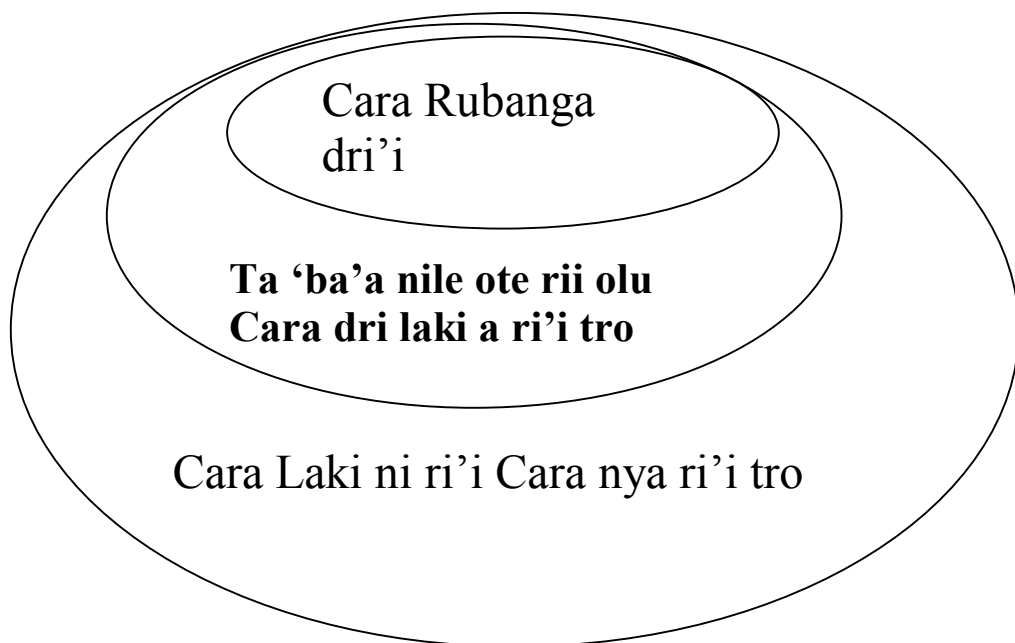 Cara Rubanga
dri’i
Ta ‘ba’a nile ote rii olu
Cara dri laki a ri’i tro
Cara Laki ni ri’i Cara nya ri’i tro